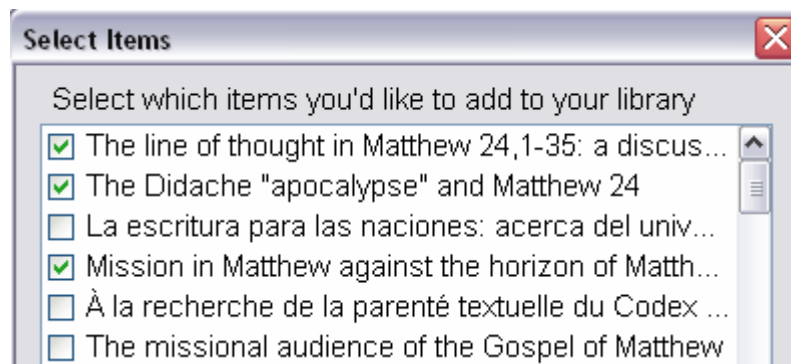 Select Items
Select which items you'd like to add to your library
The line of thought in Matthew 24,1-35: a discus...
The Didache "apocalypse" and Matthew 24
La escritura para las naciones: acerca del univ...
Mission in Matthew against the horizon of Matth...
À la recherche de la parenté textuelle du Codex ...
The missional audience of the Gospel of Matthew